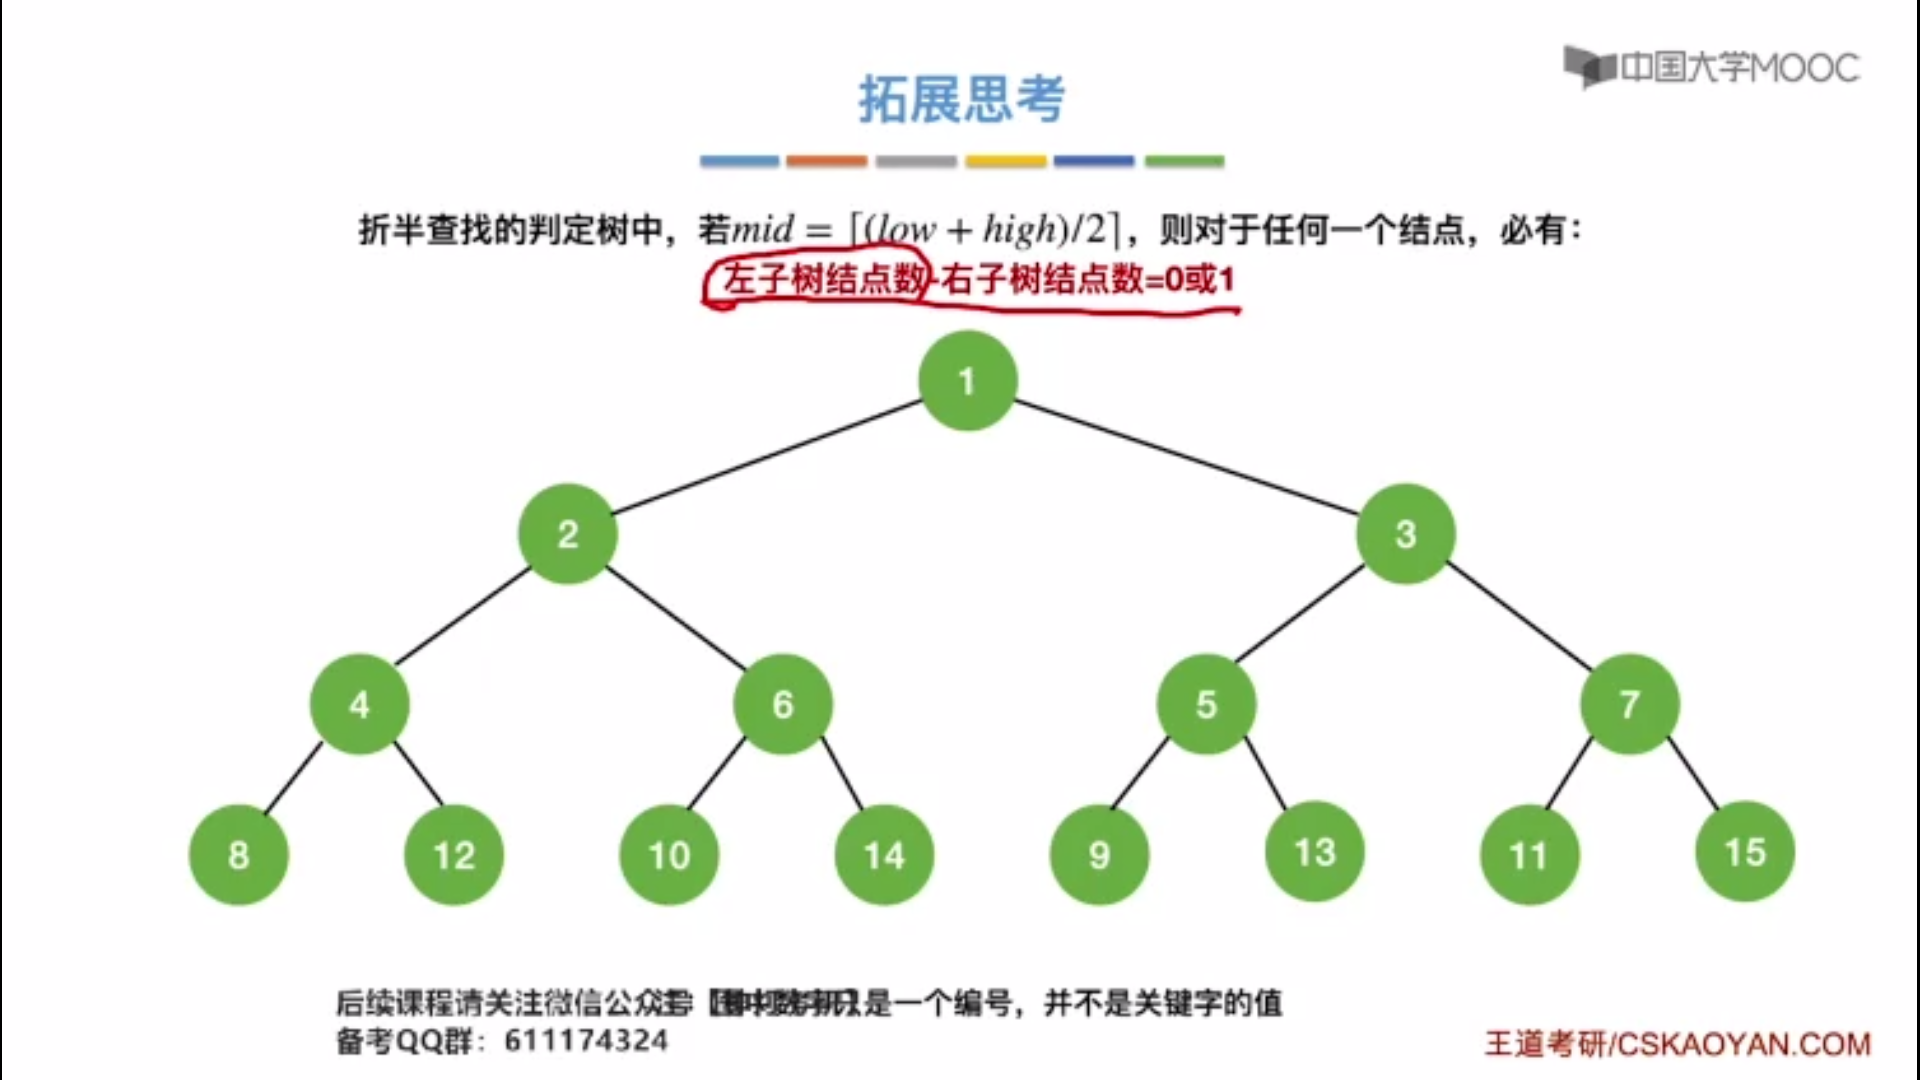 中国大学MOOC
拓展思考
折半查找的判定树中，若mid = ⌈(low + high)/2⌉，则对于任何一个结点，必有：
左子树结点数-右子树结点数=0或1
1
2 3
4 6 5 7
8 12 10 14 9 13 11 15
后续课程请关注微信公众 只是一个编号，并不是关键字的值
备考QQ群：611174324
王道考研/CSKAOYAN.COM